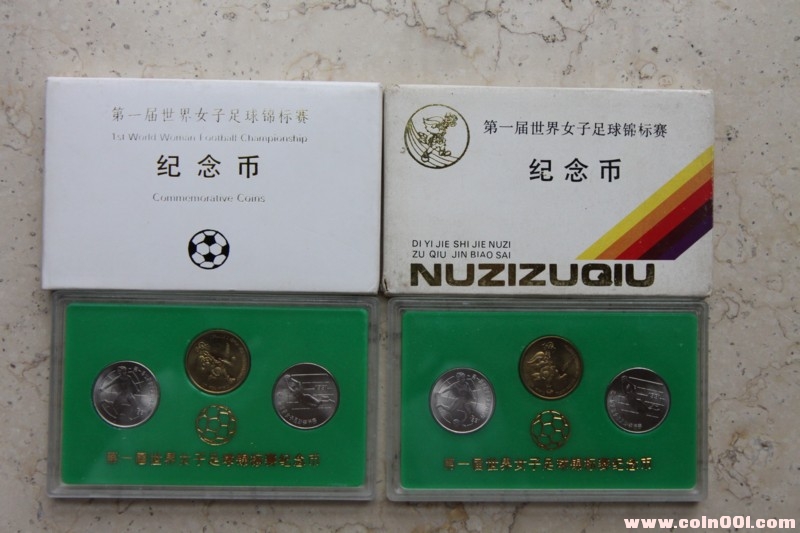 第一届世界女子足球锦标赛
1st World Woman Football Championship
纪念币
Commemorative Coins
第一届世界女子足球锦标赛
纪念币
DI YI JIE SHI JIE NUZI
ZU QIU JIN BIAO SAI
NUZIZUQIU
第一届世界女子足球锦标赛纪念币
第一届世界女子足球锦标赛纪念币
www.coin001.com